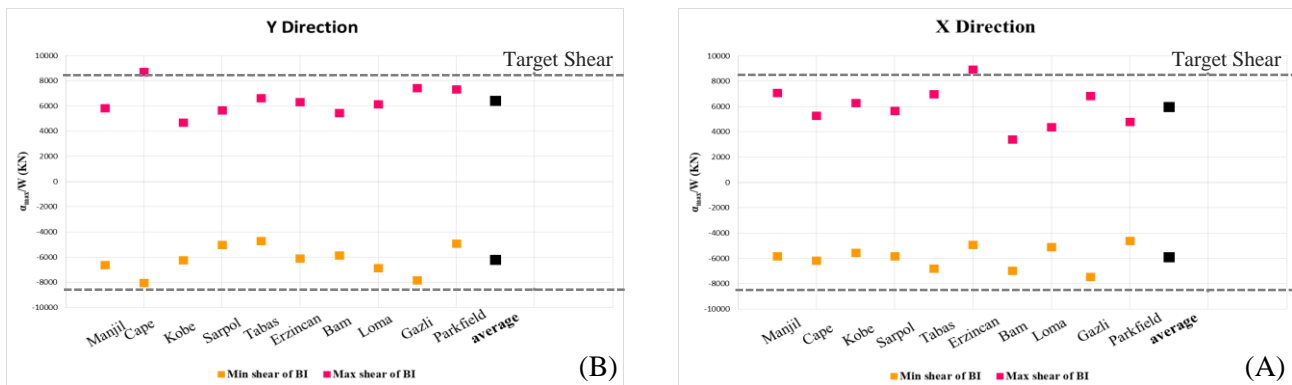 Y Direction
Target Shear
10000
8000
6000
4000
2000
0
-2000
-4000
-6000
-8000
-10000
a_max/W (KN)
Manjil Cape Kobe Sarpol Tabas Erzincan Bam Loma Gazli Parkfield average
Min shear of BI Max shear of BI
(B)
X Direction
Target Shear
10000
8000
6000
4000
2000
0
-2000
-4000
-6000
-8000
-10000
a_max/W (KN)
Manjil Cape Kobe Sarpol Tabas Erzincan Bam Loma Gazli Parkfield average
Min shear of BI Max shear of BI
(A)